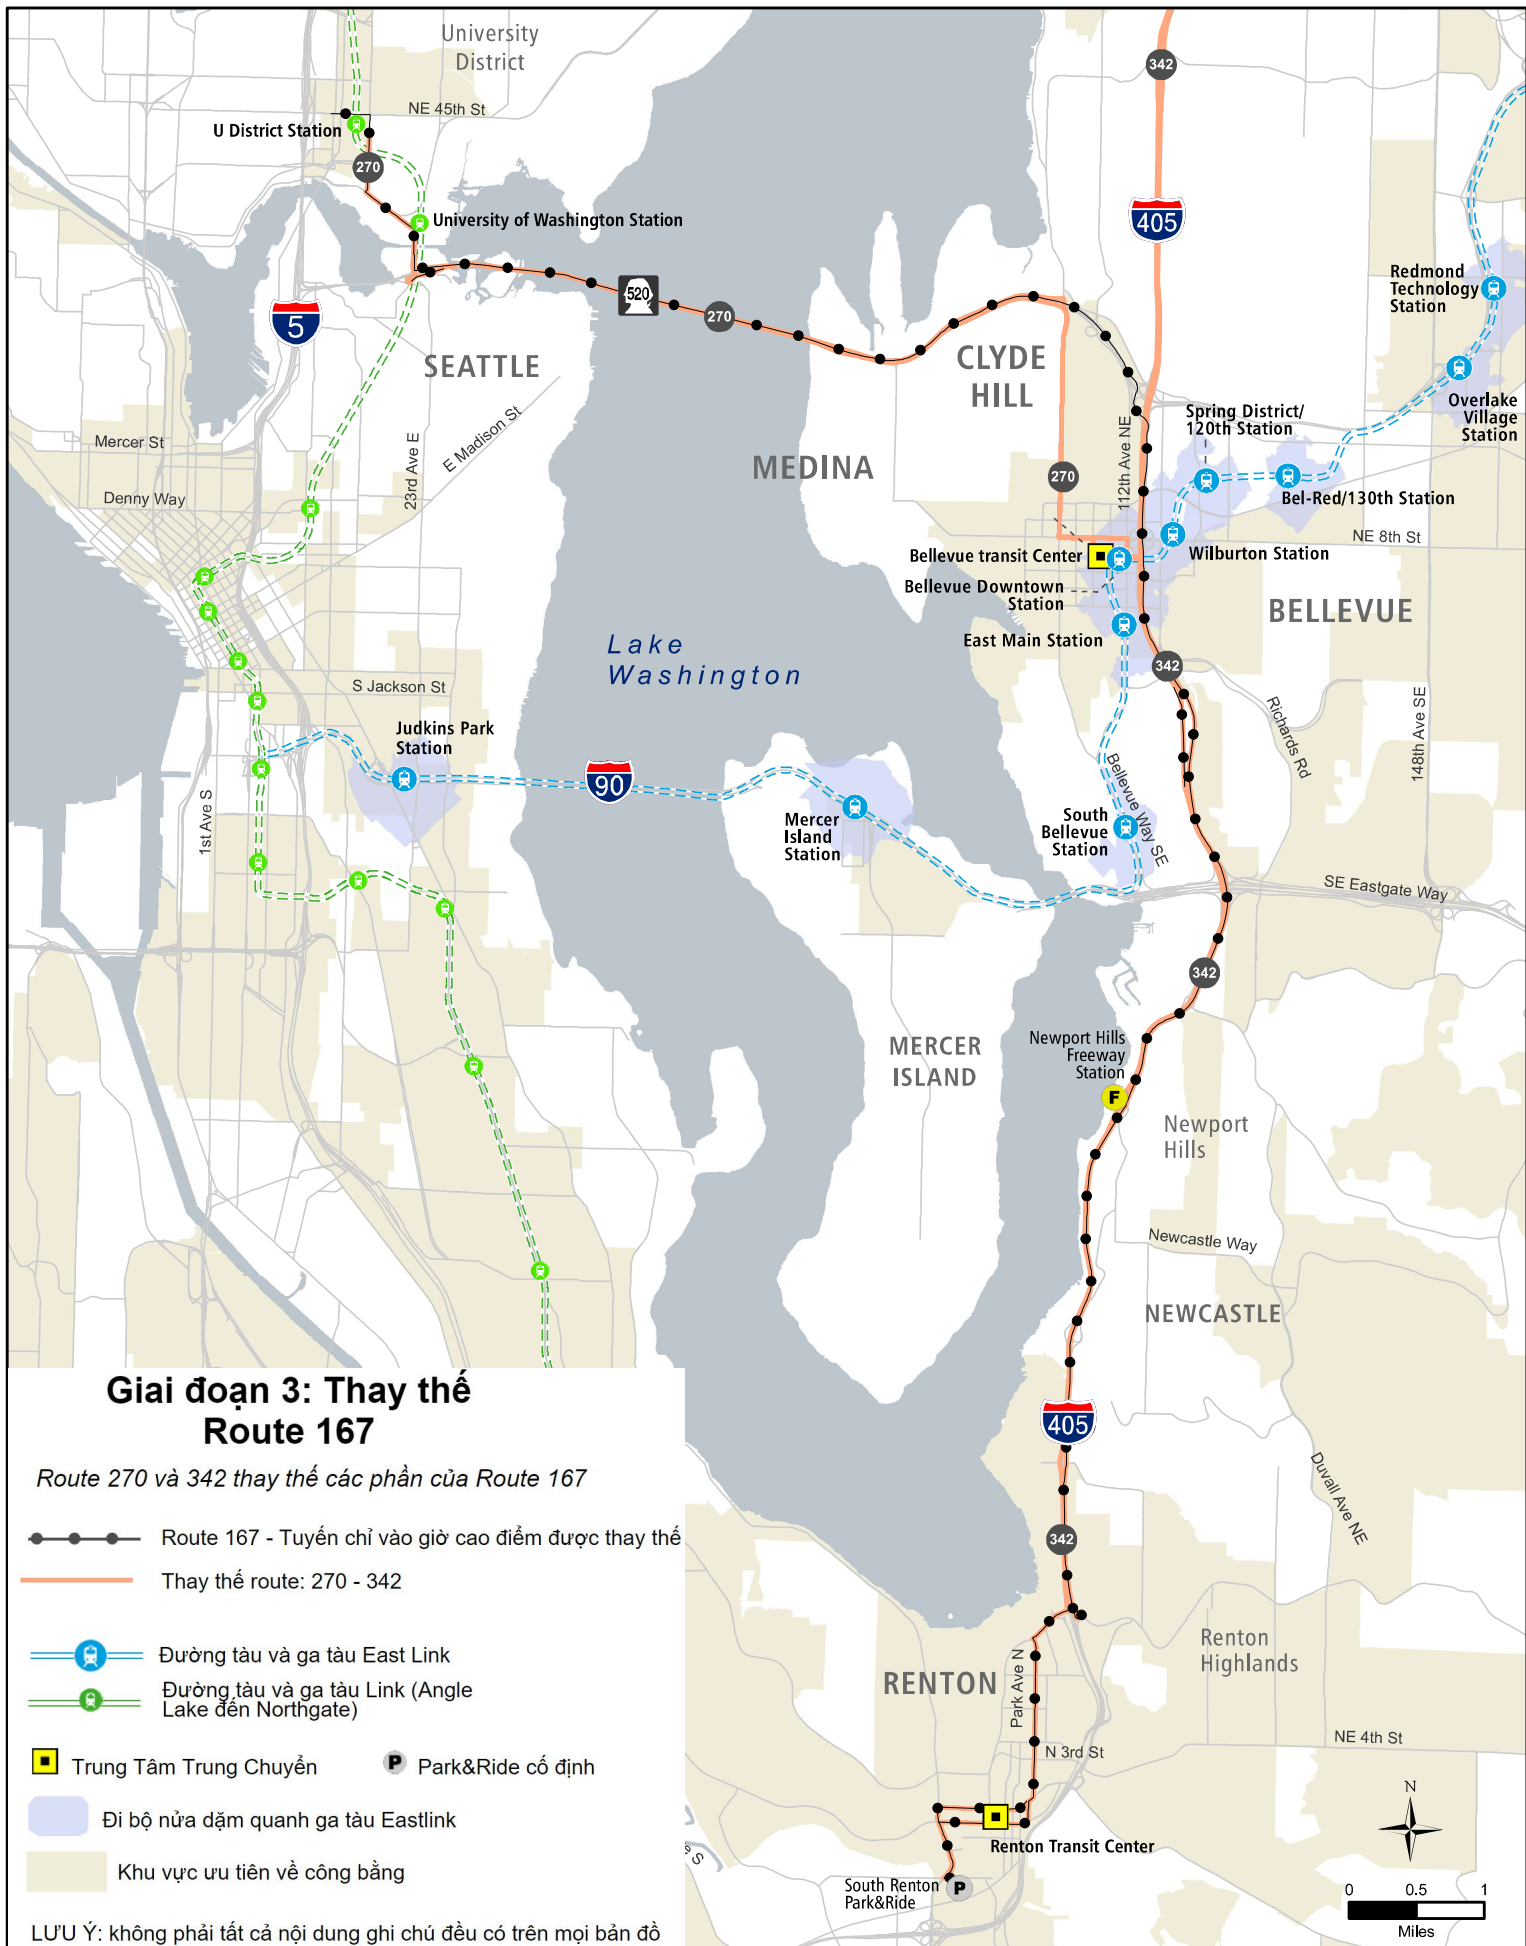 University
District
342
NE 45th St
U District Station
270
University of Washington Station
405
520
270
5
SEATTLE
CLYDE
HILL
Redmond
Technology
Station
Overlake
Village
Station
Spring District/
120th Station
Mercer St
E Madison St
23rd Ave E
112th Ave NE
MEDINA
270
Denny Way
Bel-Red/130th Station
NE 8th St
Bellevue transit Center
Wilburton Station
Bellevue Downtown
Station
BELLEVUE
East Main Station
Lake
Washington
342
S Jackson St
Judkins Park
Station
Richards Rd
148th Ave SE
90
1st Ave S
Bellevue Way SE
Mercer
Island
Station
South
Bellevue
Station
SE Eastgate Way
342
MERCER
ISLAND
Newport Hills
Freeway
Station
F
Newport
Hills
Newcastle Way
NEWCASTLE
405
Duvall Ave NE
342
Renton
Highlands
RENTON
Park Ave N
N 3rd St
NE 4th St
Renton Transit Center
South Renton
Park&Ride
P
e S
N
0 0.5 1
Miles
Giai đoạn 3: Thay thế
Route 167
Route 270 và 342 thay thế các phần của Route 167
Route 167 - Tuyến chỉ vào giờ cao điểm được thay thế
Thay thế route: 270 - 342
Đường tàu và ga tàu East Link
Đường tàu và ga tàu Link (Angle
Lake đến Northgate)
Trung Tâm Trung Chuyển
P Park&Ride cố định
Đi bộ nửa dặm quanh ga tàu Eastlink
Khu vực ưu tiên về công bằng
LƯU Ý: không phải tất cả nội dung ghi chú đều có trên mọi bản đồ